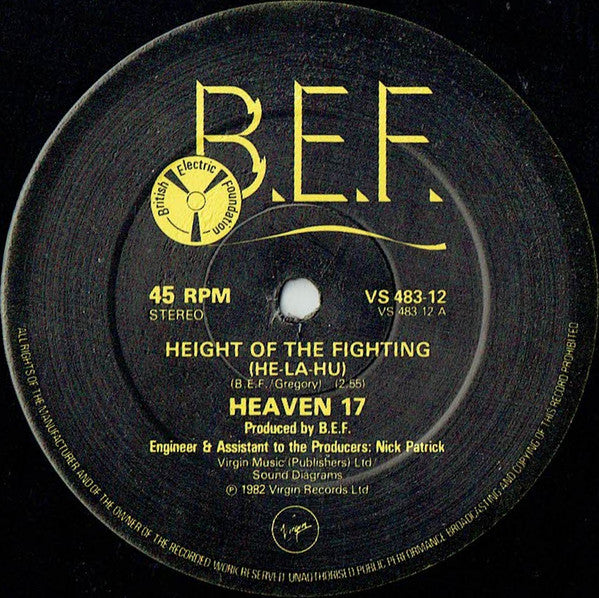 B.E.F.
British Electric Foundation
45 RPM
STEREO
VS 483-12
VS 483 12 A
HEIGHT OF THE FIGHTING
(HE-LA-HU)
(B.E.F./Gregory) (2.55)
HEAVEN 17
Produced by B.E.F.
Engineer & Assistant to the Producers: Nick Patrick
Virgin Music (Publishers) Ltd
Sound Diagrams
℗ 1982 Virgin Records Ltd
Virgin
ALL RIGHTS OF THE MANUFACTURER AND OF THE OWNER OF THE RECORDED WORK RESERVED UNAUTHORISED PUBLIC PERFORMANCE BROADCASTING AND COPYING OF THIS RECORD PROHIBITED